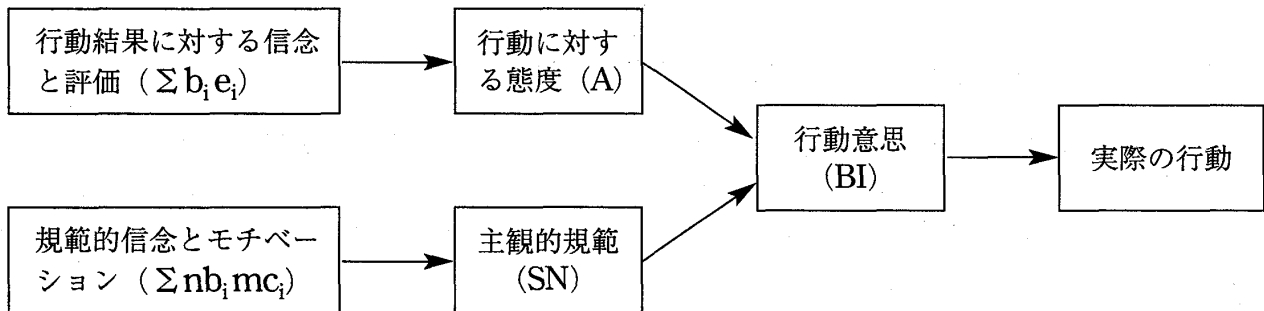 行動結果に対する信念
と評価（Σbᵢeᵢ）
行動に対す
る態度（A）
行動意思
（BI）
実際の行動
規範的信念とモチベー
ション（Σnbᵢmcᵢ）
主観的規範
（SN）